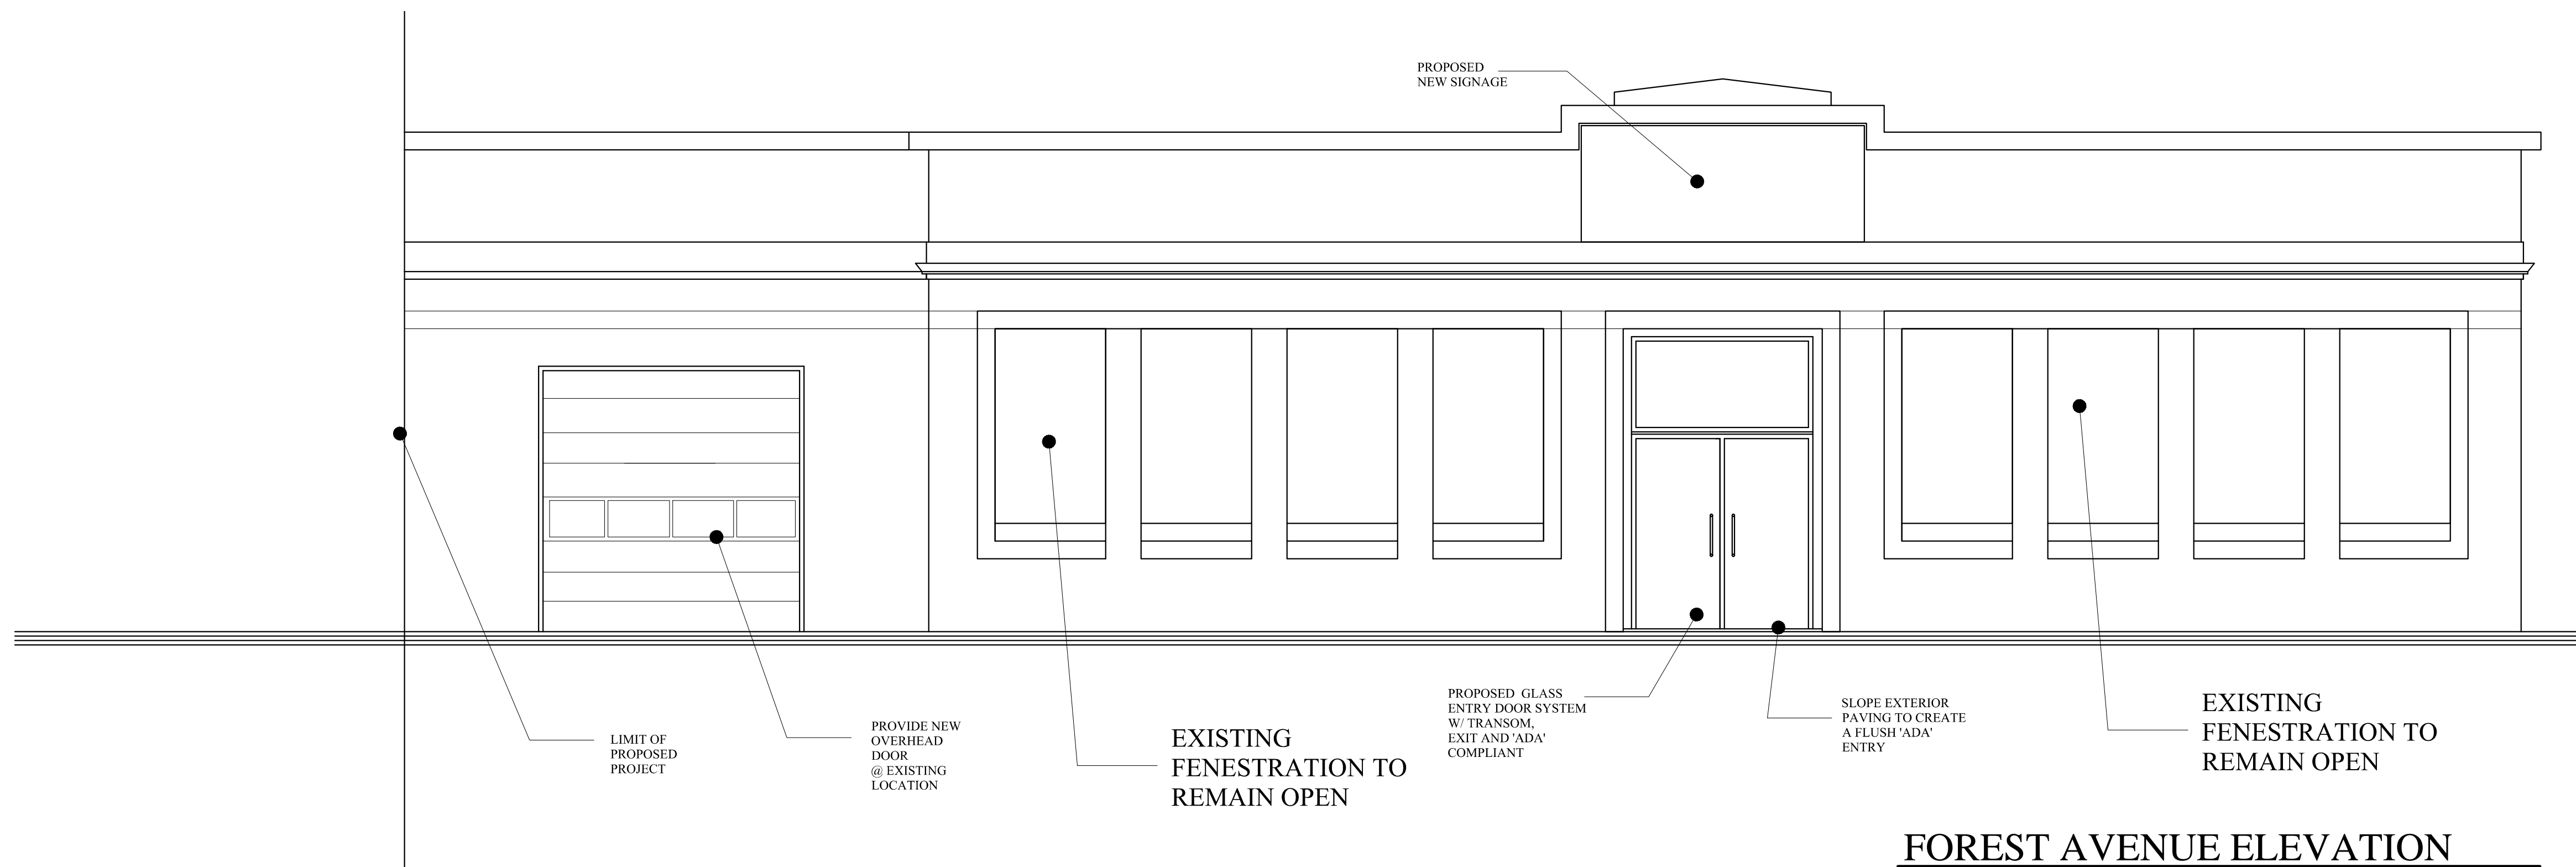 PROPOSED
NEW SIGNAGE
LIMIT OF
PROPOSED
PROJECT
PROVIDE NEW
OVERHEAD
DOOR
@ EXISTING
LOCATION
EXISTING
FENESTRATION TO
REMAIN OPEN
PROPOSED GLASS
ENTRY DOOR SYSTEM
W/ TRANSOM,
EXIT AND 'ADA'
COMPLIANT
SLOPE EXTERIOR
PAVING TO CREATE
A FLUSH 'ADA'
ENTRY
EXISTING
FENESTRATION TO
REMAIN OPEN
FOREST AVENUE ELEVATION